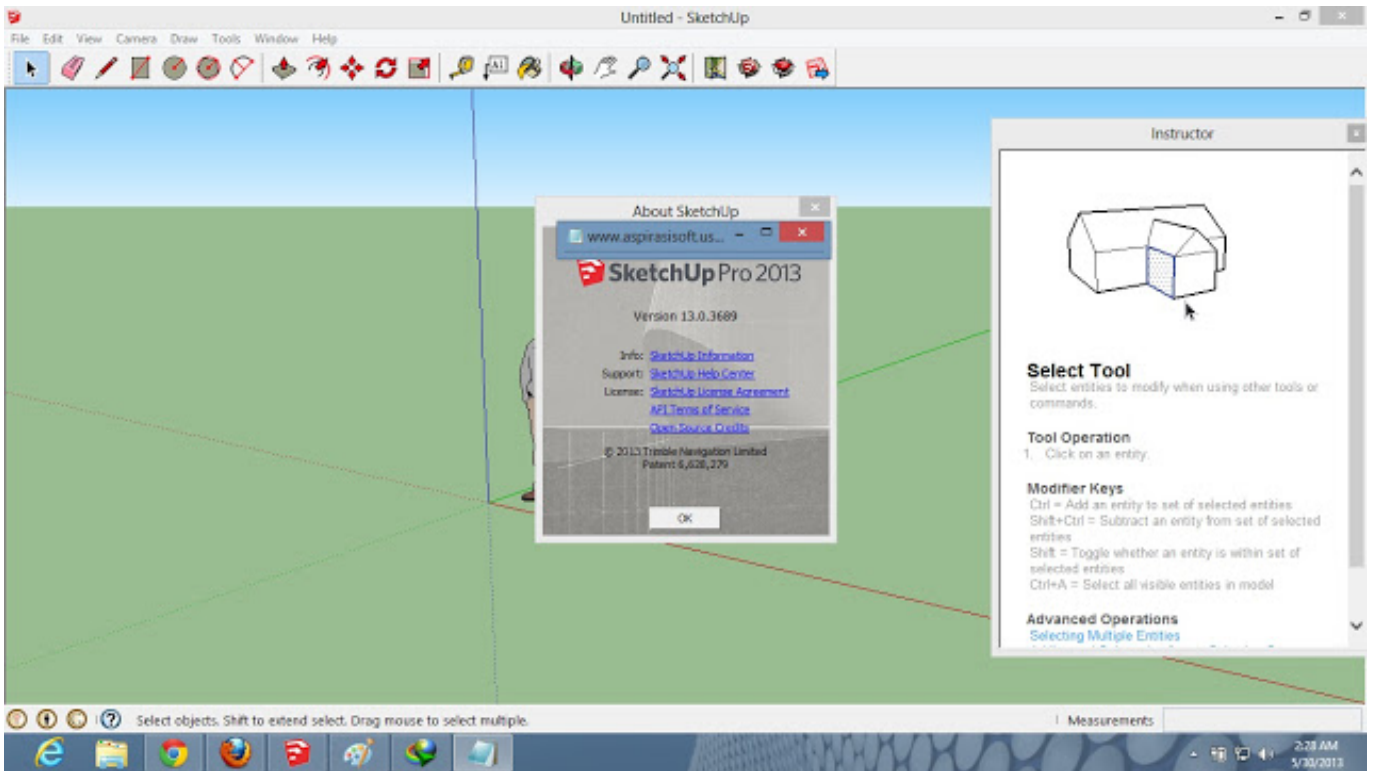 Untitled - SketchUp
File Edit View Camera Draw Tools Window Help
A1
Instructor
About SketchUp
www.aspirasisoft.us...
SketchUp Pro 2013
Version 13.0.3689
Info: SketchUp Information
Support: SketchUp Help Center
License: SketchUp License Agreement
API Terms of Service
Open Source Credits
© 2013 Trimble Navigation Limited
Patent 6,628,279
OK
Select Tool
Select entities to modify when using other tools or
commands.
Tool Operation
1. Click on an entity.
Modifier Keys
Ctrl = Add an entity to set of selected entities
Shift+Ctrl = Subtract an entity from set of selected
entities
Shift = Toggle whether an entity is within set of
selected entities
Ctrl+A = Select all visible entities in model
Advanced Operations
Selecting Multiple Entities
Select objects. Shift to extend select. Drag mouse to select multiple.
Measurements
2:28 AM
5/30/2013